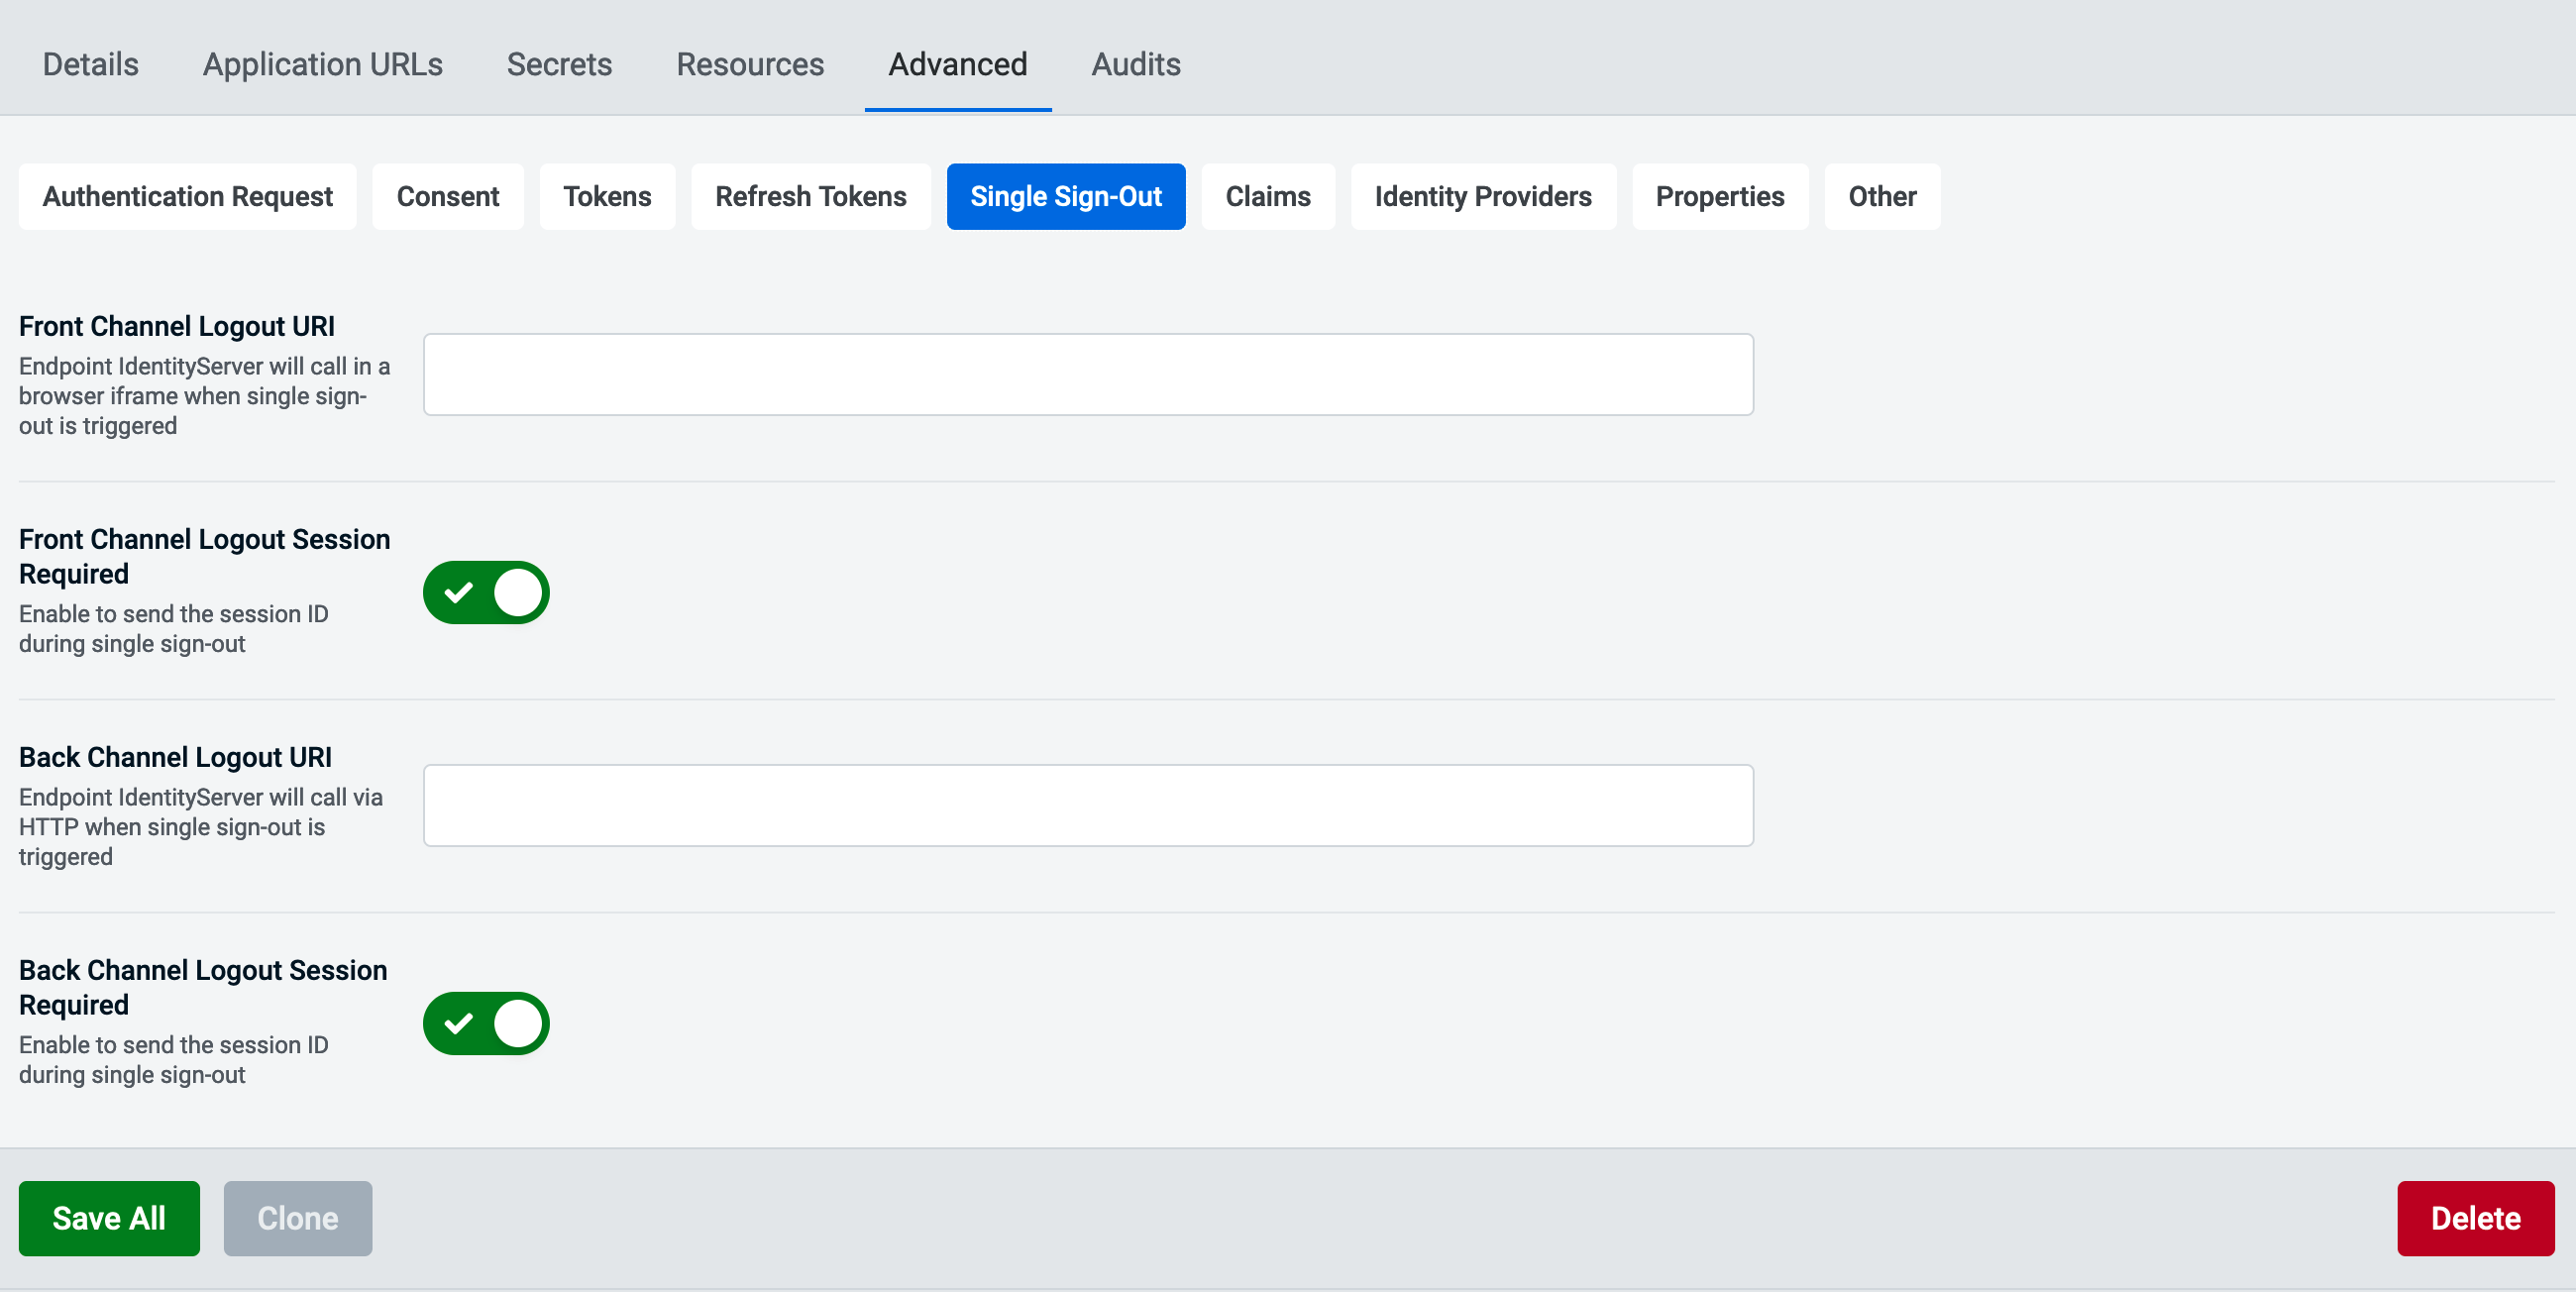 Details Application URLs Secrets Resources Advanced Audits
Authentication Request Consent Tokens Refresh Tokens Single Sign-Out Claims Identity Providers Properties Other
Front Channel Logout URI
Endpoint IdentityServer will call in a
browser iframe when single sign-
out is triggered
Front Channel Logout Session
Required
Enable to send the session ID
during single sign-out
Back Channel Logout URI
Endpoint IdentityServer will call via
HTTP when single sign-out is
triggered
Back Channel Logout Session
Required
Enable to send the session ID
during single sign-out
Save All Clone Delete